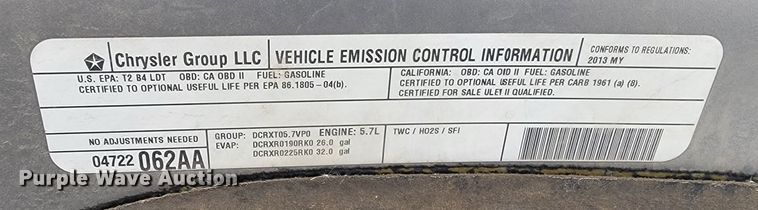 Chrysler Group LLC
VEHICLE EMISSION CONTROL INFORMATION
CONFORMS TO REGULATIONS:
2013 MY
U.S. EPA: T2 B4 LDT OBD: CA OBD II FUEL: GASOLINE
CERTIFIED TO OPTIONAL USEFUL LIFE PER EPA 86.1805-04(b).
CALIFORNIA: OBD: CA OBD II FUEL: GASOLINE
CERTIFIED TO OPTIONAL USEFUL LIFE PER CARB 1961 (a) (8).
CERTIFIED FOR SALE ULEV II QUALIFIED.
NO ADJUSTMENTS NEEDED
04722 062AA
GROUP: DCRXT05.7VP0 ENGINE: 5.7L
EVAP: DCRXR0190RK0 26.0 gal
DCRXR0225RK0 32.0 gal
TWC / HO2S / SFI
Purple Wave Auction